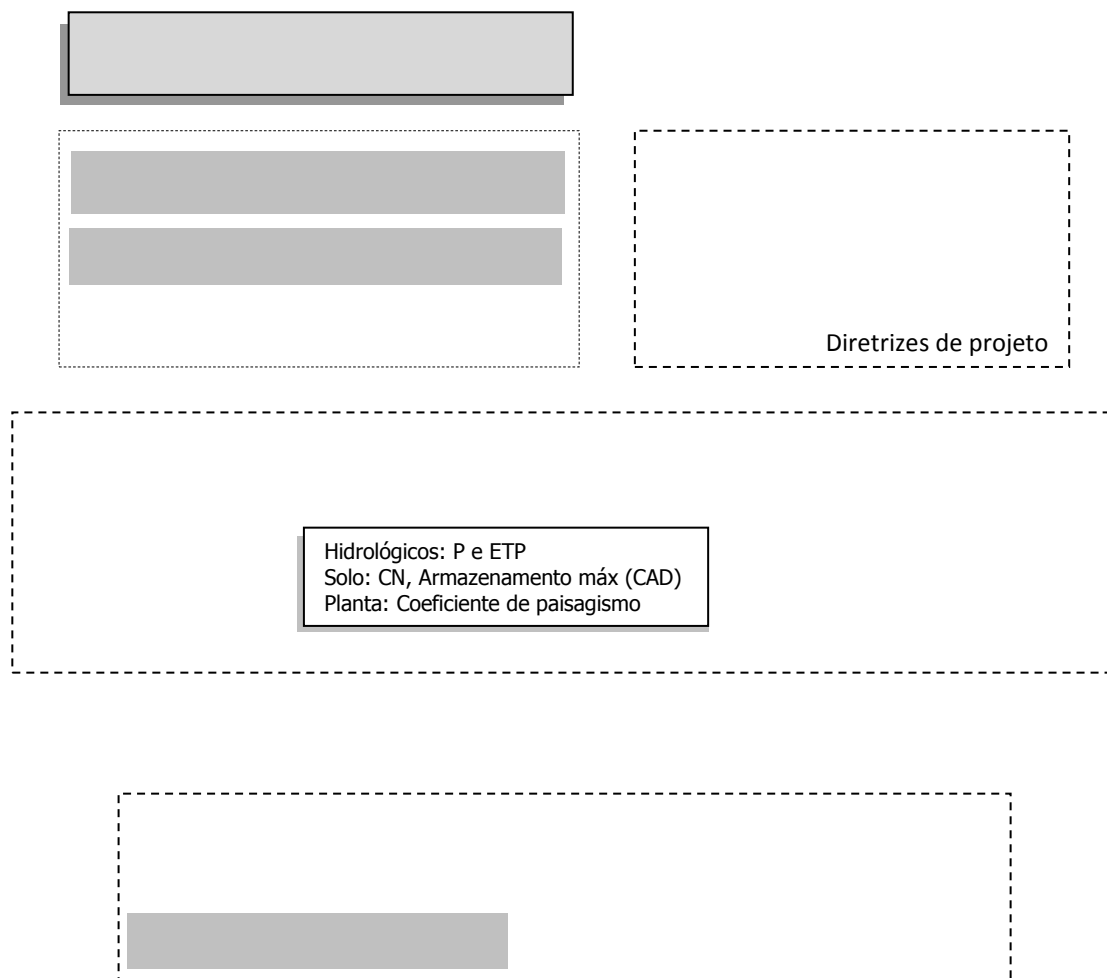 Diretrizes de projeto
Hidrológicos: P e ETP
Solo: CN, Armazenamento máx (CAD)
Planta: Coeficiente de paisagismo